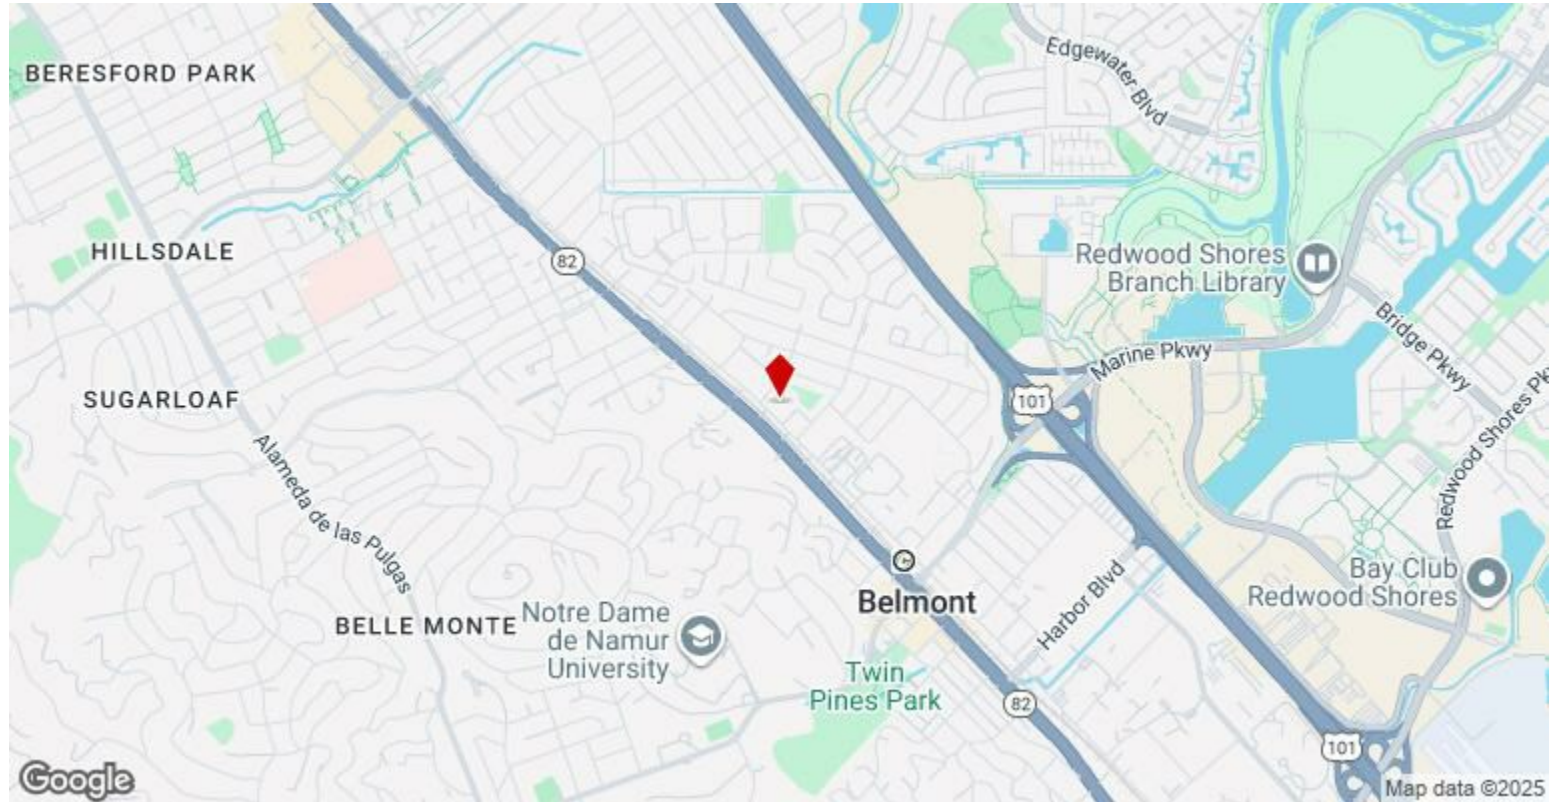 Edgewater Blvd
BERESFORD PARK
HILLSDALE
82
Redwood Shores
Branch Library
Bridge Pkwy
Marine Pkwy
SUGARLOAF
101
Redwood Shores Pkwy
Alameda de las Pulgas
Bay Club
Redwood Shores
Belmont
Harbor Blvd
BELLE MONTE
Notre Dame
de Namur
University
Twin
Pines Park
82
101
Google
Map data ©2025